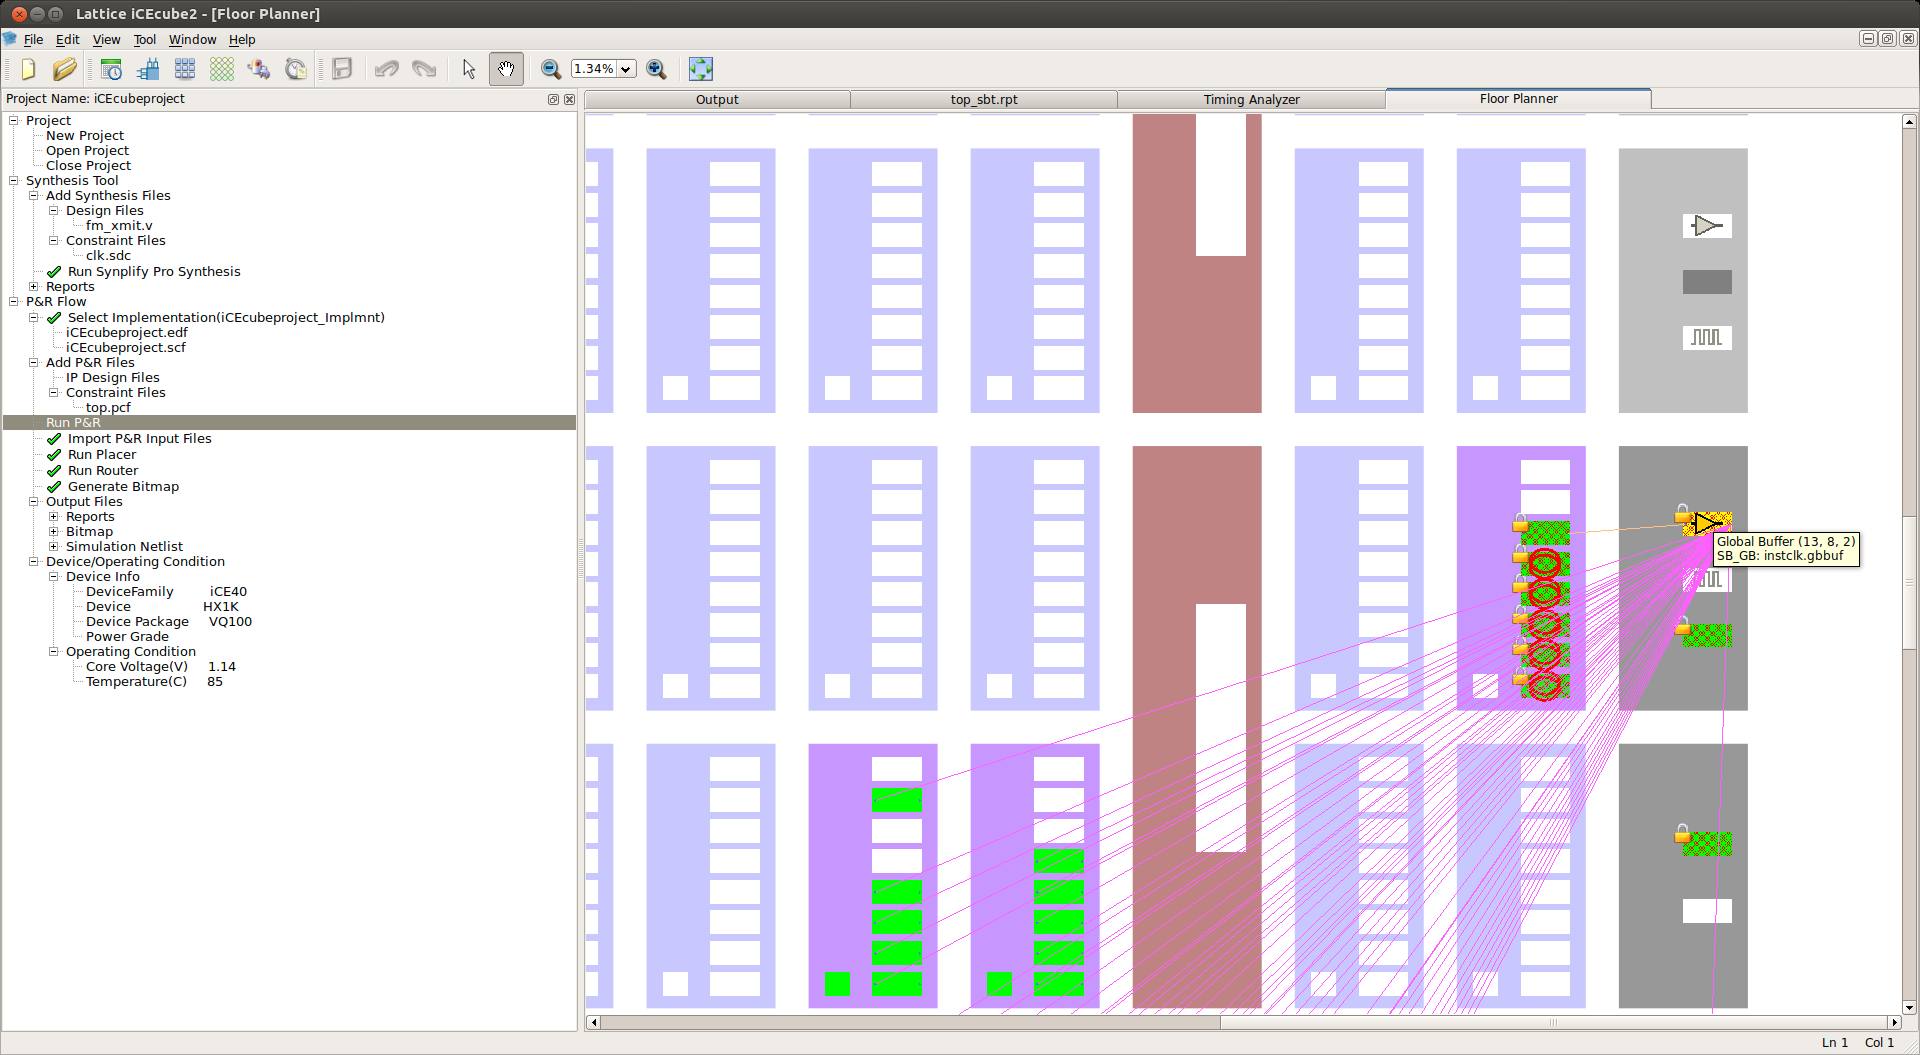 Lattice iCEcube2 - [Floor Planner]
File Edit View Tool Window Help
1.34%
Project Name: iCEcubeproject
Output
top_sbt.rpt
Timing Analyzer
Floor Planner
Project
New Project
Open Project
Close Project
Synthesis Tool
Add Synthesis Files
Design Files
fm_xmit.v
Constraint Files
clk.sdc
Run Synplify Pro Synthesis
Reports
P&R Flow
Select Implementation(iCEcubeproject_Implmnt)
iCEcubeproject.edf
iCEcubeproject.scf
Add P&R Files
IP Design Files
Constraint Files
top.pcf
Run P&R
Import P&R Input Files
Run Placer
Run Router
Generate Bitmap
Output Files
Reports
Bitmap
Simulation Netlist
Device/Operating Condition
Device Info
DeviceFamily iCE40
Device HX1K
Device Package VQ100
Power Grade
Operating Condition
Core Voltage(V) 1.14
Temperature(C) 85
Global Buffer (13, 8, 2)
SB_GB: instclk.gbbuf
Ln 1 Col 1